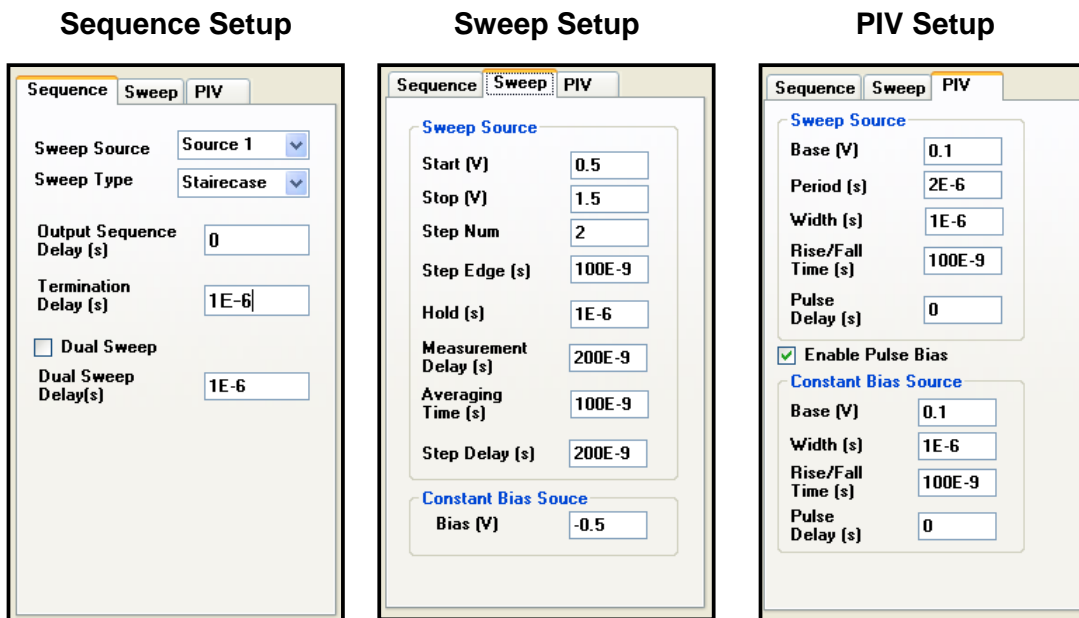 Sequence Setup
Sequence Sweep PIV
Sweep Source Source 1
Sweep Type Stairecase
Output Sequence
Delay (s) 0
Termination
Delay (s) 1E-6
Dual Sweep
Dual Sweep
Delay(s) 1E-6
Sweep Setup
Sequence Sweep PIV
Sweep Source
Start (V) 0.5
Stop (V) 1.5
Step Num 2
Step Edge (s) 100E-9
Hold (s) 1E-6
Measurement
Delay (s) 200E-9
Averaging
Time (s) 100E-9
Step Delay (s) 200E-9
Constant Bias Souce
Bias (V) -0.5
PIV Setup
Sequence Sweep PIV
Sweep Source
Base (V) 0.1
Period (s) 2E-6
Width (s) 1E-6
Rise/Fall
Time (s) 100E-9
Pulse
Delay (s) 0
Enable Pulse Bias
Constant Bias Source
Base (V) 0.1
Width (s) 1E-6
Rise/Fall
Time (s) 100E-9
Pulse
Delay (s) 0